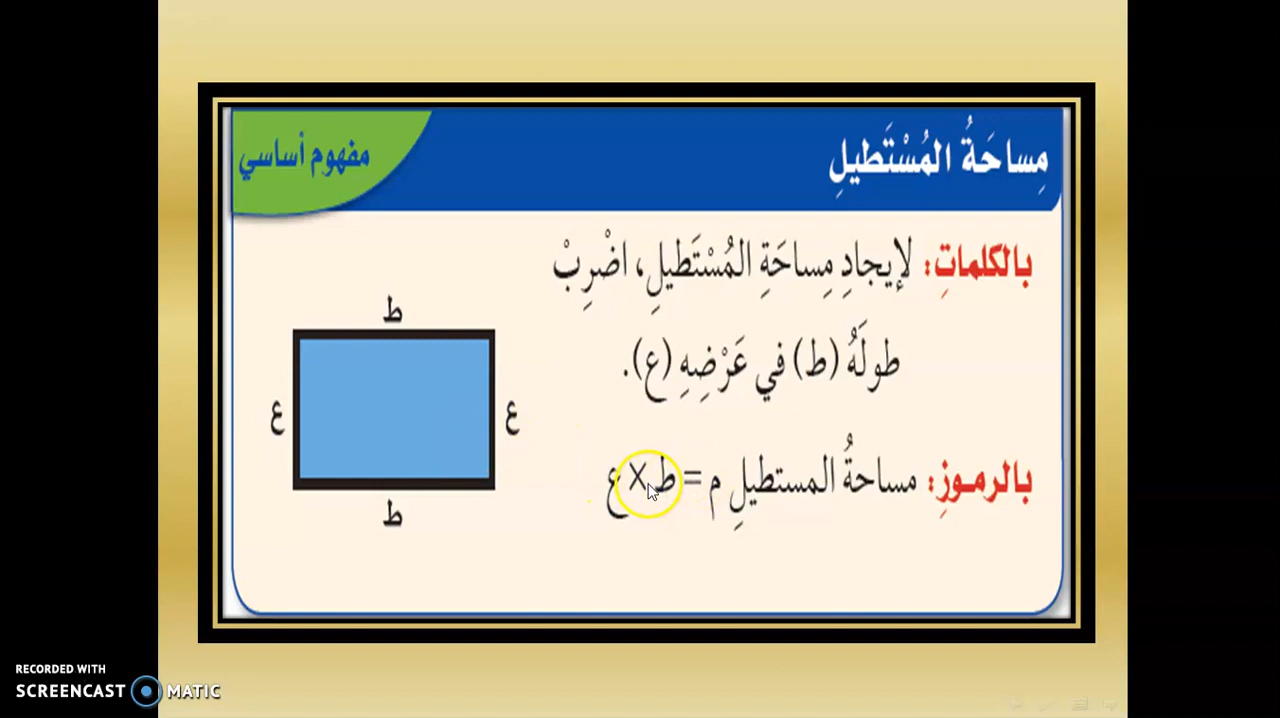 مِساحَةُ المُسْتَطيلِ
مفهوم أساسي
بالكلماتِ: لإيجادِ مِساحَةِ المُسْتَطيلِ، اضْرِبْ
طولَهُ (ط) في عَرْضِهِ (ع).
بالرموزِ: مساحةُ المستطيلِ م = ط × ع
ط
ع
ع
ط
RECORDED WITH
SCREENCAST MATIC